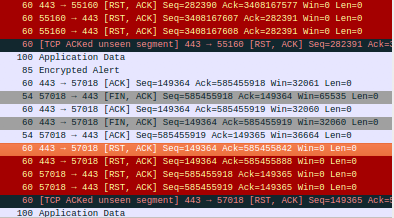 60 443 → 55160 [RST, ACK] Seq=282390 Ack=3408167577 Win=0 Len=0
60 443 → 55160 [RST, ACK] Seq=3408167607 Ack=282391 Win=0 Len=0
60 443 → 55160 [RST, ACK] Seq=3408167608 Ack=282391 Win=0 Len=0
60 [TCP ACKed unseen segment] 443 → 55160 [RST, ACK] Seq=282391 Ack=3
100 Application Data
85 Encrypted Alert
60 443 → 57018 [ACK] Seq=149364 Ack=585455918 Win=32061 Len=0
54 57018 → 443 [FIN, ACK] Seq=585455918 Ack=149364 Win=65535 Len=0
60 443 → 57018 [ACK] Seq=149364 Ack=585455919 Win=32060 Len=0
60 443 → 57018 [FIN, ACK] Seq=149364 Ack=585455919 Win=32060 Len=0
54 57018 → 443 [ACK] Seq=585455919 Ack=149365 Win=36664 Len=0
60 443 → 57018 [RST, ACK] Seq=149364 Ack=585455842 Win=0 Len=0
60 443 → 57018 [RST, ACK] Seq=149364 Ack=585455888 Win=0 Len=0
60 57018 → 443 [RST, ACK] Seq=585455918 Ack=149365 Win=0 Len=0
60 57018 → 443 [RST, ACK] Seq=585455919 Ack=149365 Win=0 Len=0
60 [TCP ACKed unseen segment] 443 → 57018 [RST, ACK] Seq=149365 Ack=5
100 Application Data